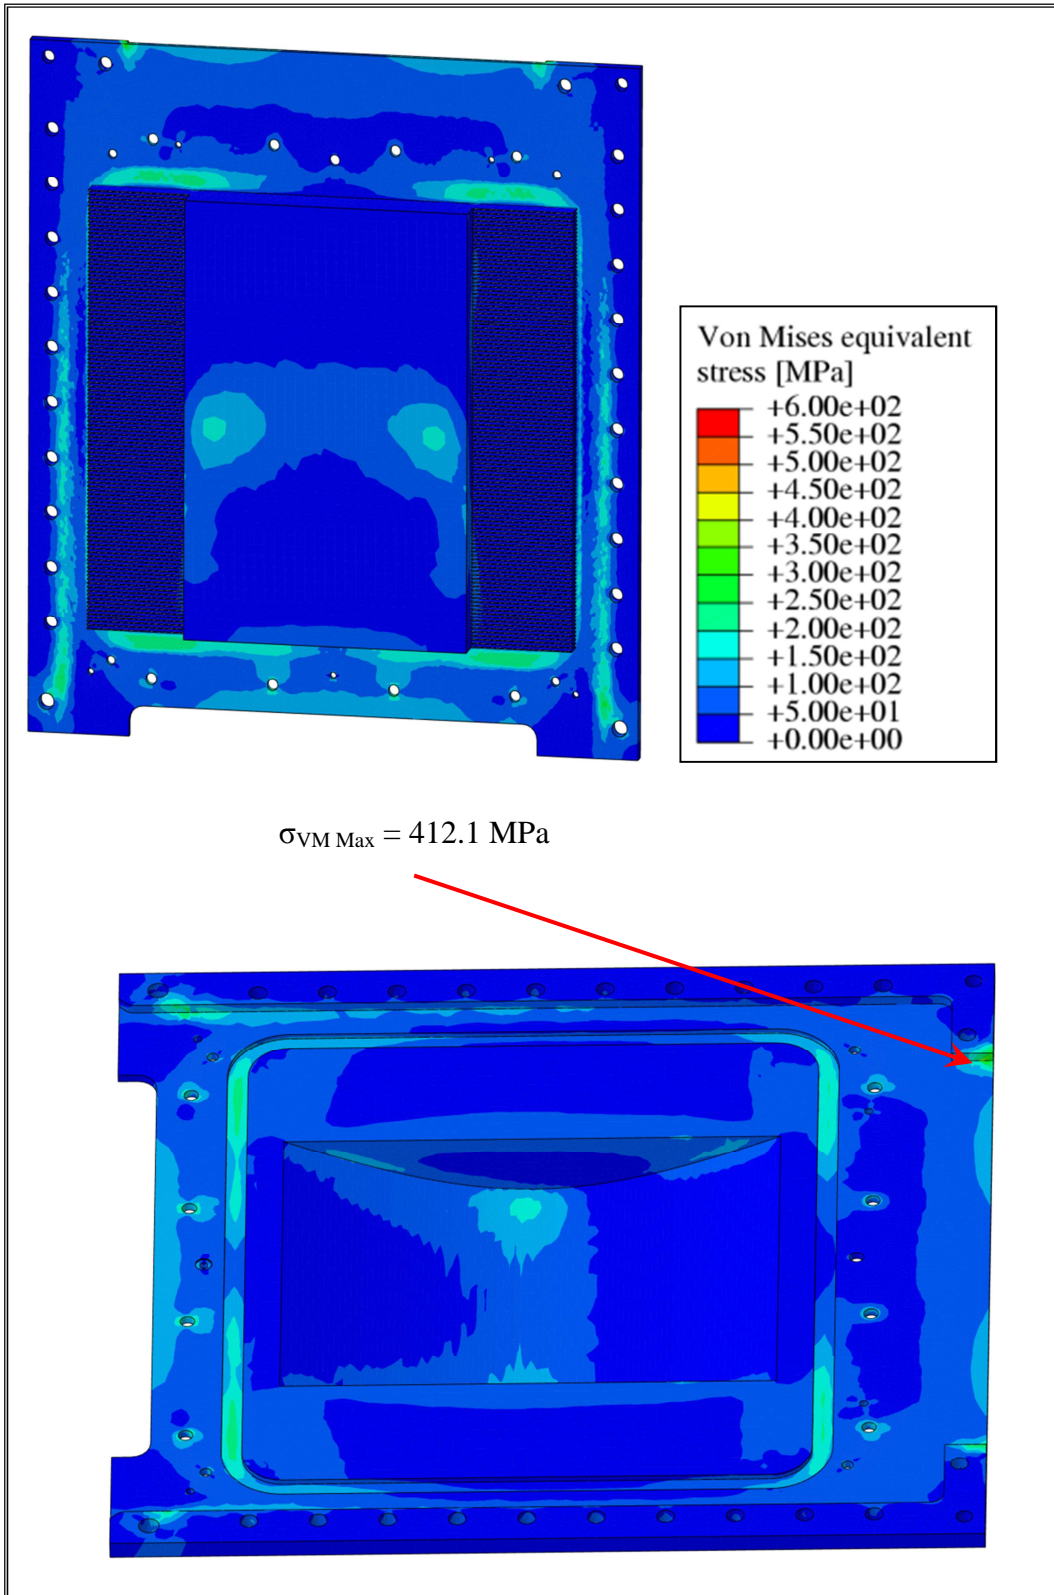 Von Mises equivalent
stress [MPa]
+6.00e+02
+5.50e+02
+5.00e+02
+4.50e+02
+4.00e+02
+3.50e+02
+3.00e+02
+2.50e+02
+2.00e+02
+1.50e+02
+1.00e+02
+5.00e+01
+0.00e+00
σVM Max = 412.1 MPa